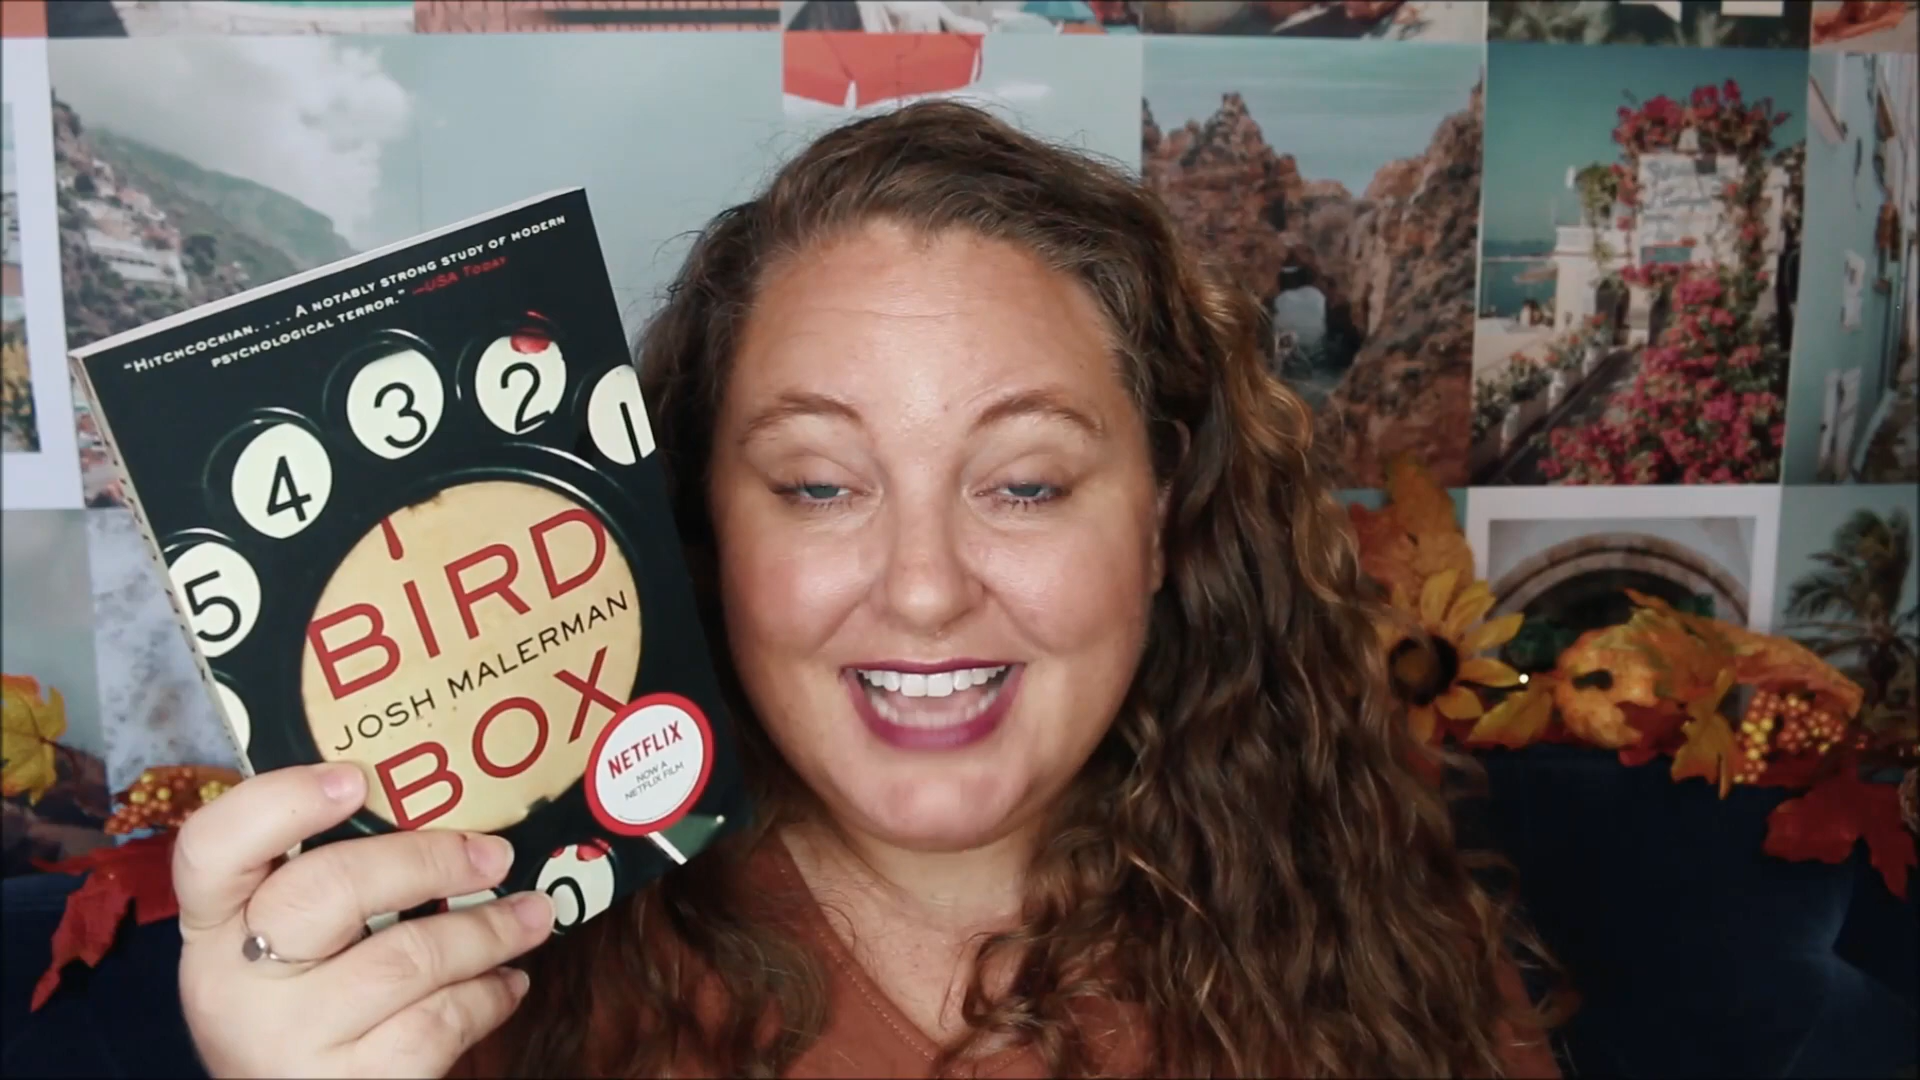 "HITCHCOCKIAN. . . . A NOTABLY STRONG STUDY OF MODERN
PSYCHOLOGICAL TERROR." —USA TODAY
1
2
3
4
5
BIRD
JOSH MALERMAN
BOX
NETFLIX
NOW A
NETFLIX FILM
0